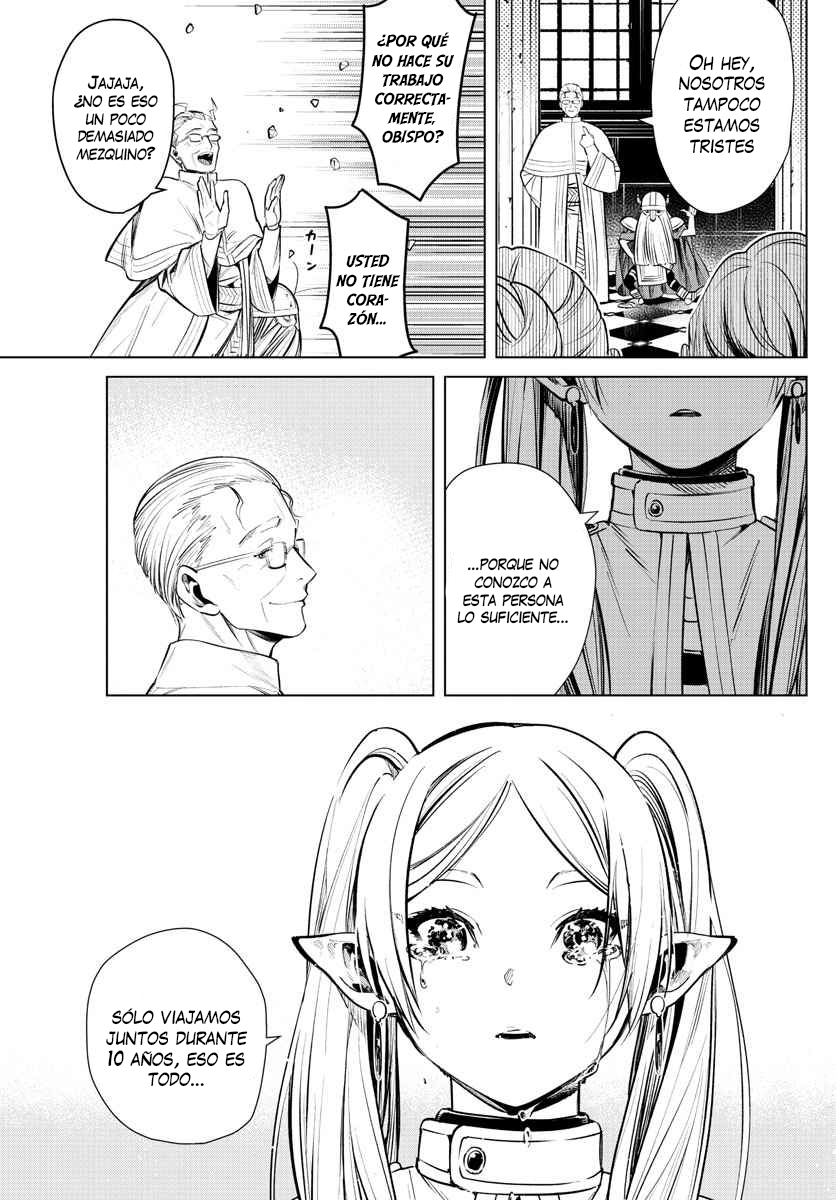 OH HEY,
NOSOTROS
TAMPOCO
ESTAMOS
TRISTES
¿POR QUÉ
NO HACE SU
TRABAJO
CORRECTA-
MENTE,
OBISPO?
USTED
NO TIENE
CORA-
ZÓN...
JAJAJA,
¿NO ES ESO
UN POCO
DEMASIADO
MEZQUINO?
カーン
...PORQUE NO
CONOZCO A
ESTA PERSONA
LO SUFICIENTE...
SÓLO VIAJAMOS
JUNTOS DURANTE
10 AÑOS, ESO ES
TODO...